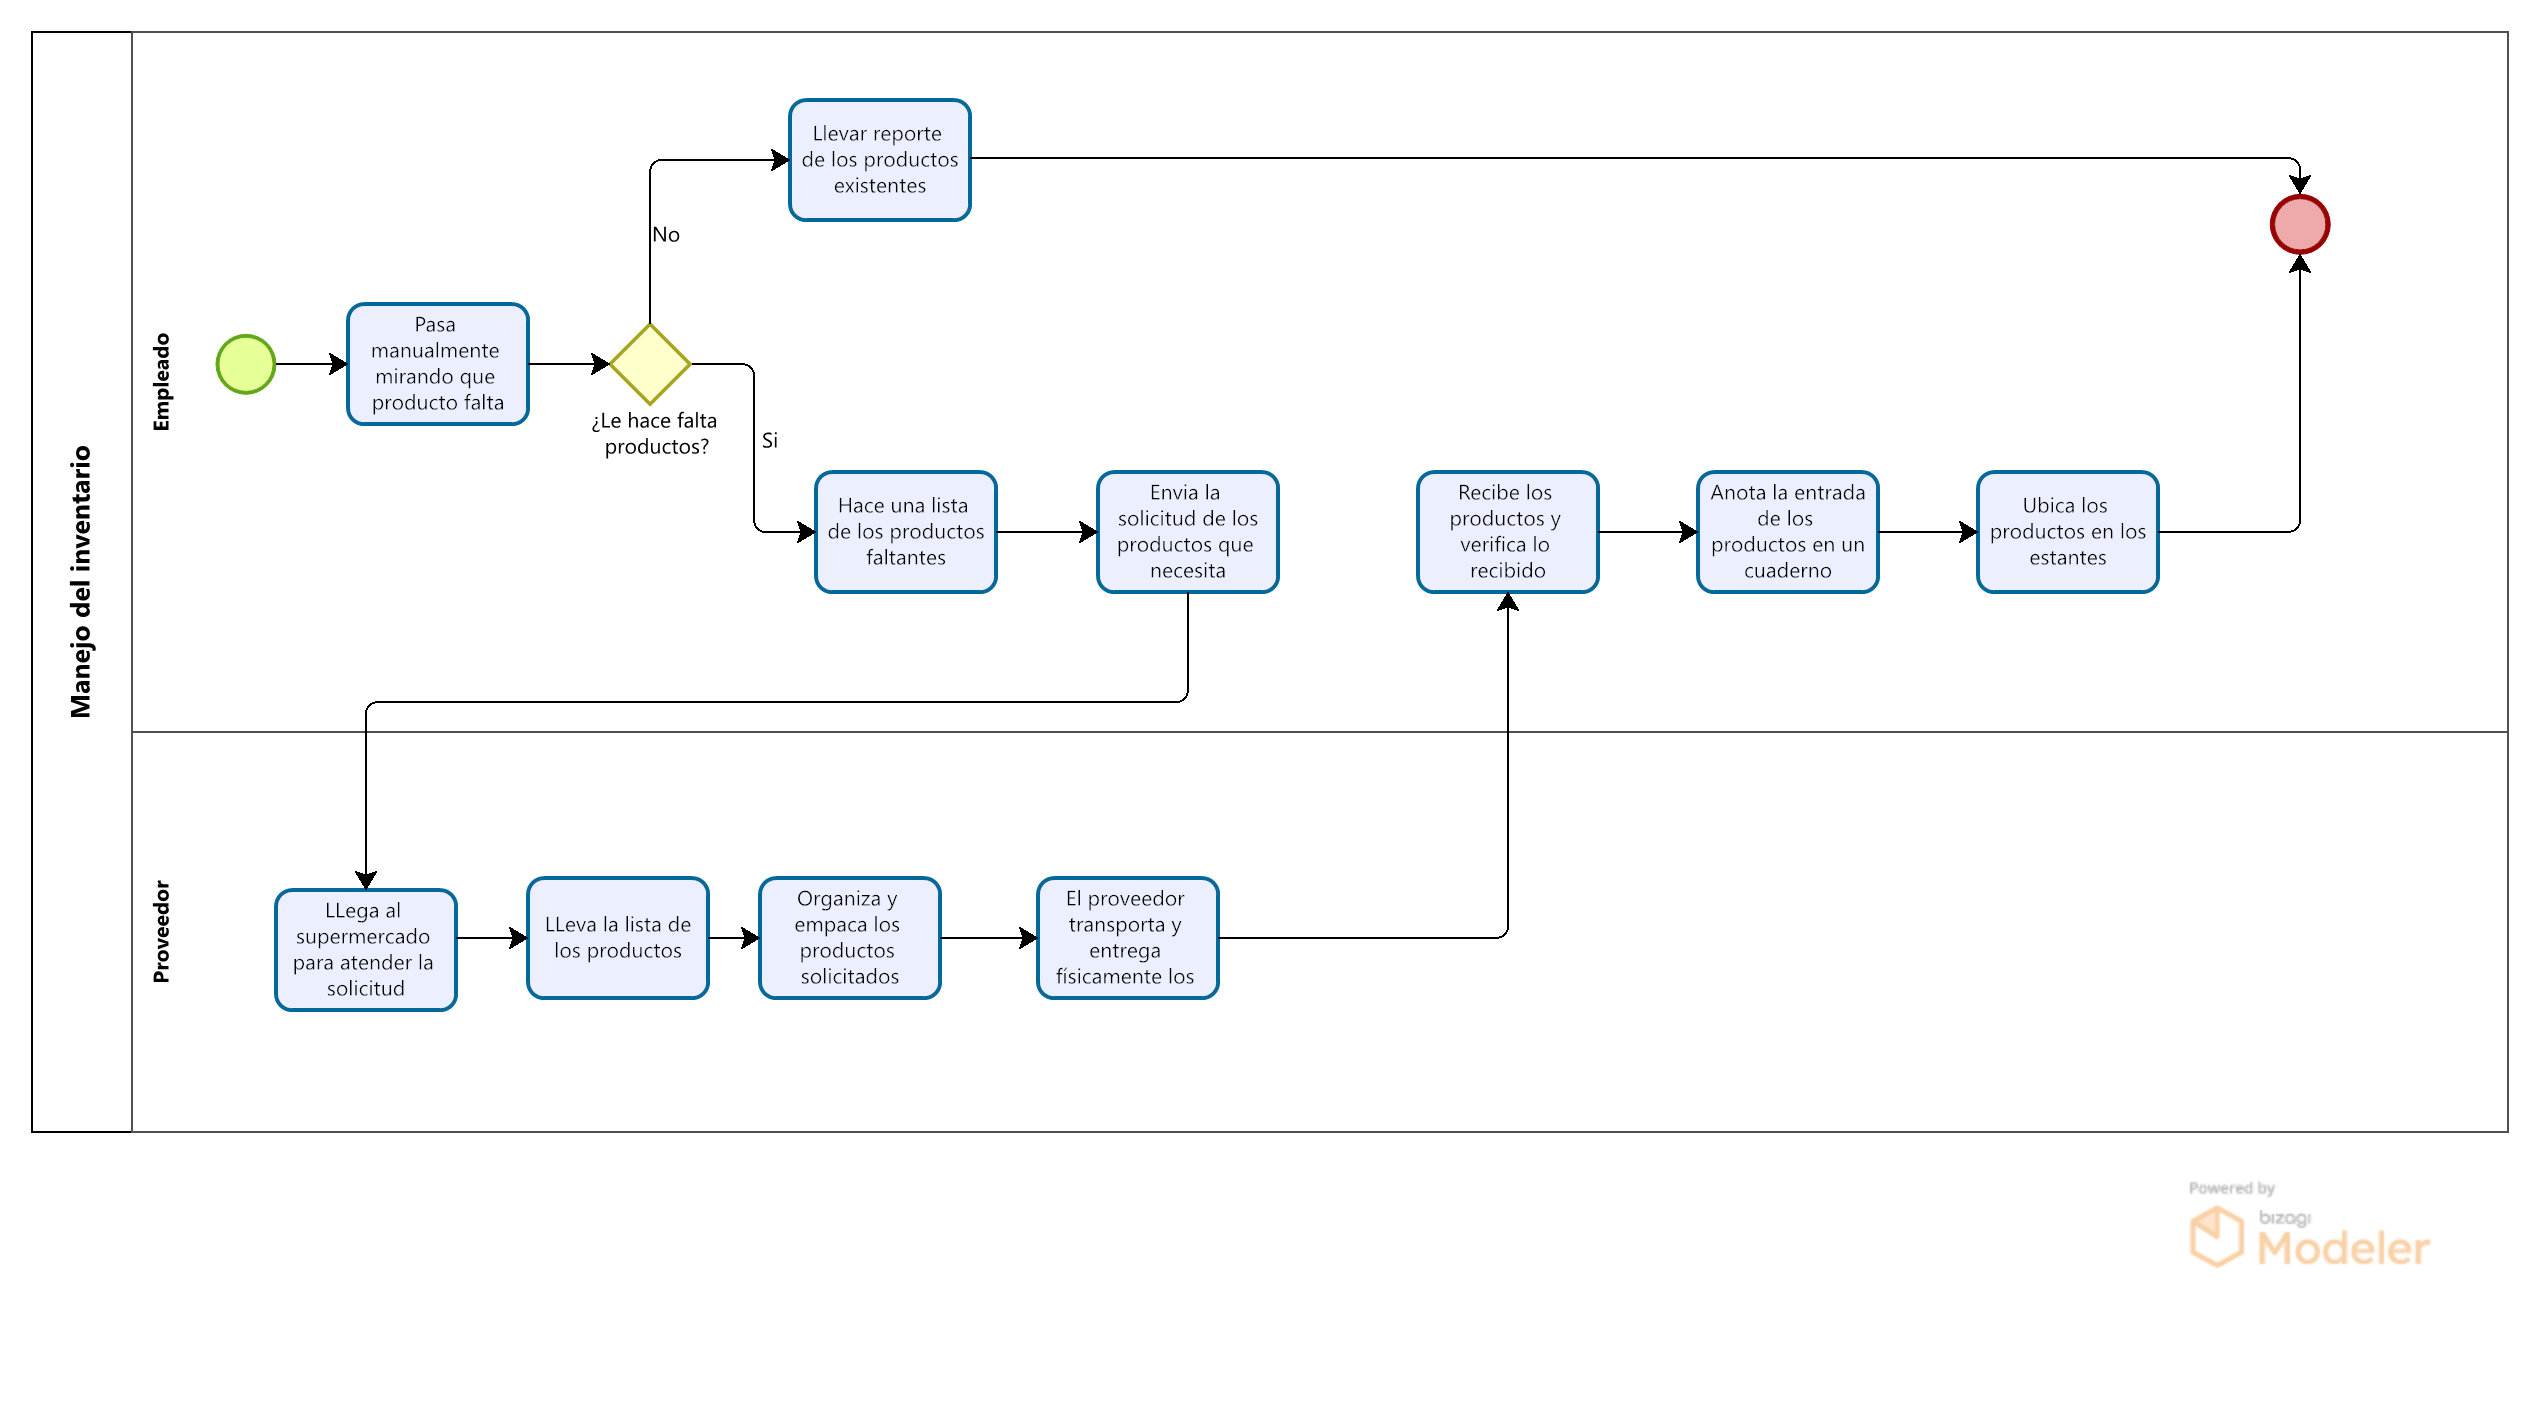 Manejo del inventario
Empleado
Pasa
manualmente
mirando que
producto falta
¿Le hace falta
productos?
No
Llevar reporte
de los productos
existentes
Si
Hace una lista
de los productos
faltantes
Envia la
solicitud de los
productos que
necesita
Recibe los
productos y
verifica lo
recibido
Anota la entrada
de los
productos en un
cuaderno
Ubica los
productos en los
estantes
Proveedor
LLega al
supermercado
para atender la
solicitud
LLeva la lista de
los productos
Organiza y
empaca los
productos
solicitados
El proveedor
transporta y
entrega
físicamente los
Powered by
bizagi
Modeler